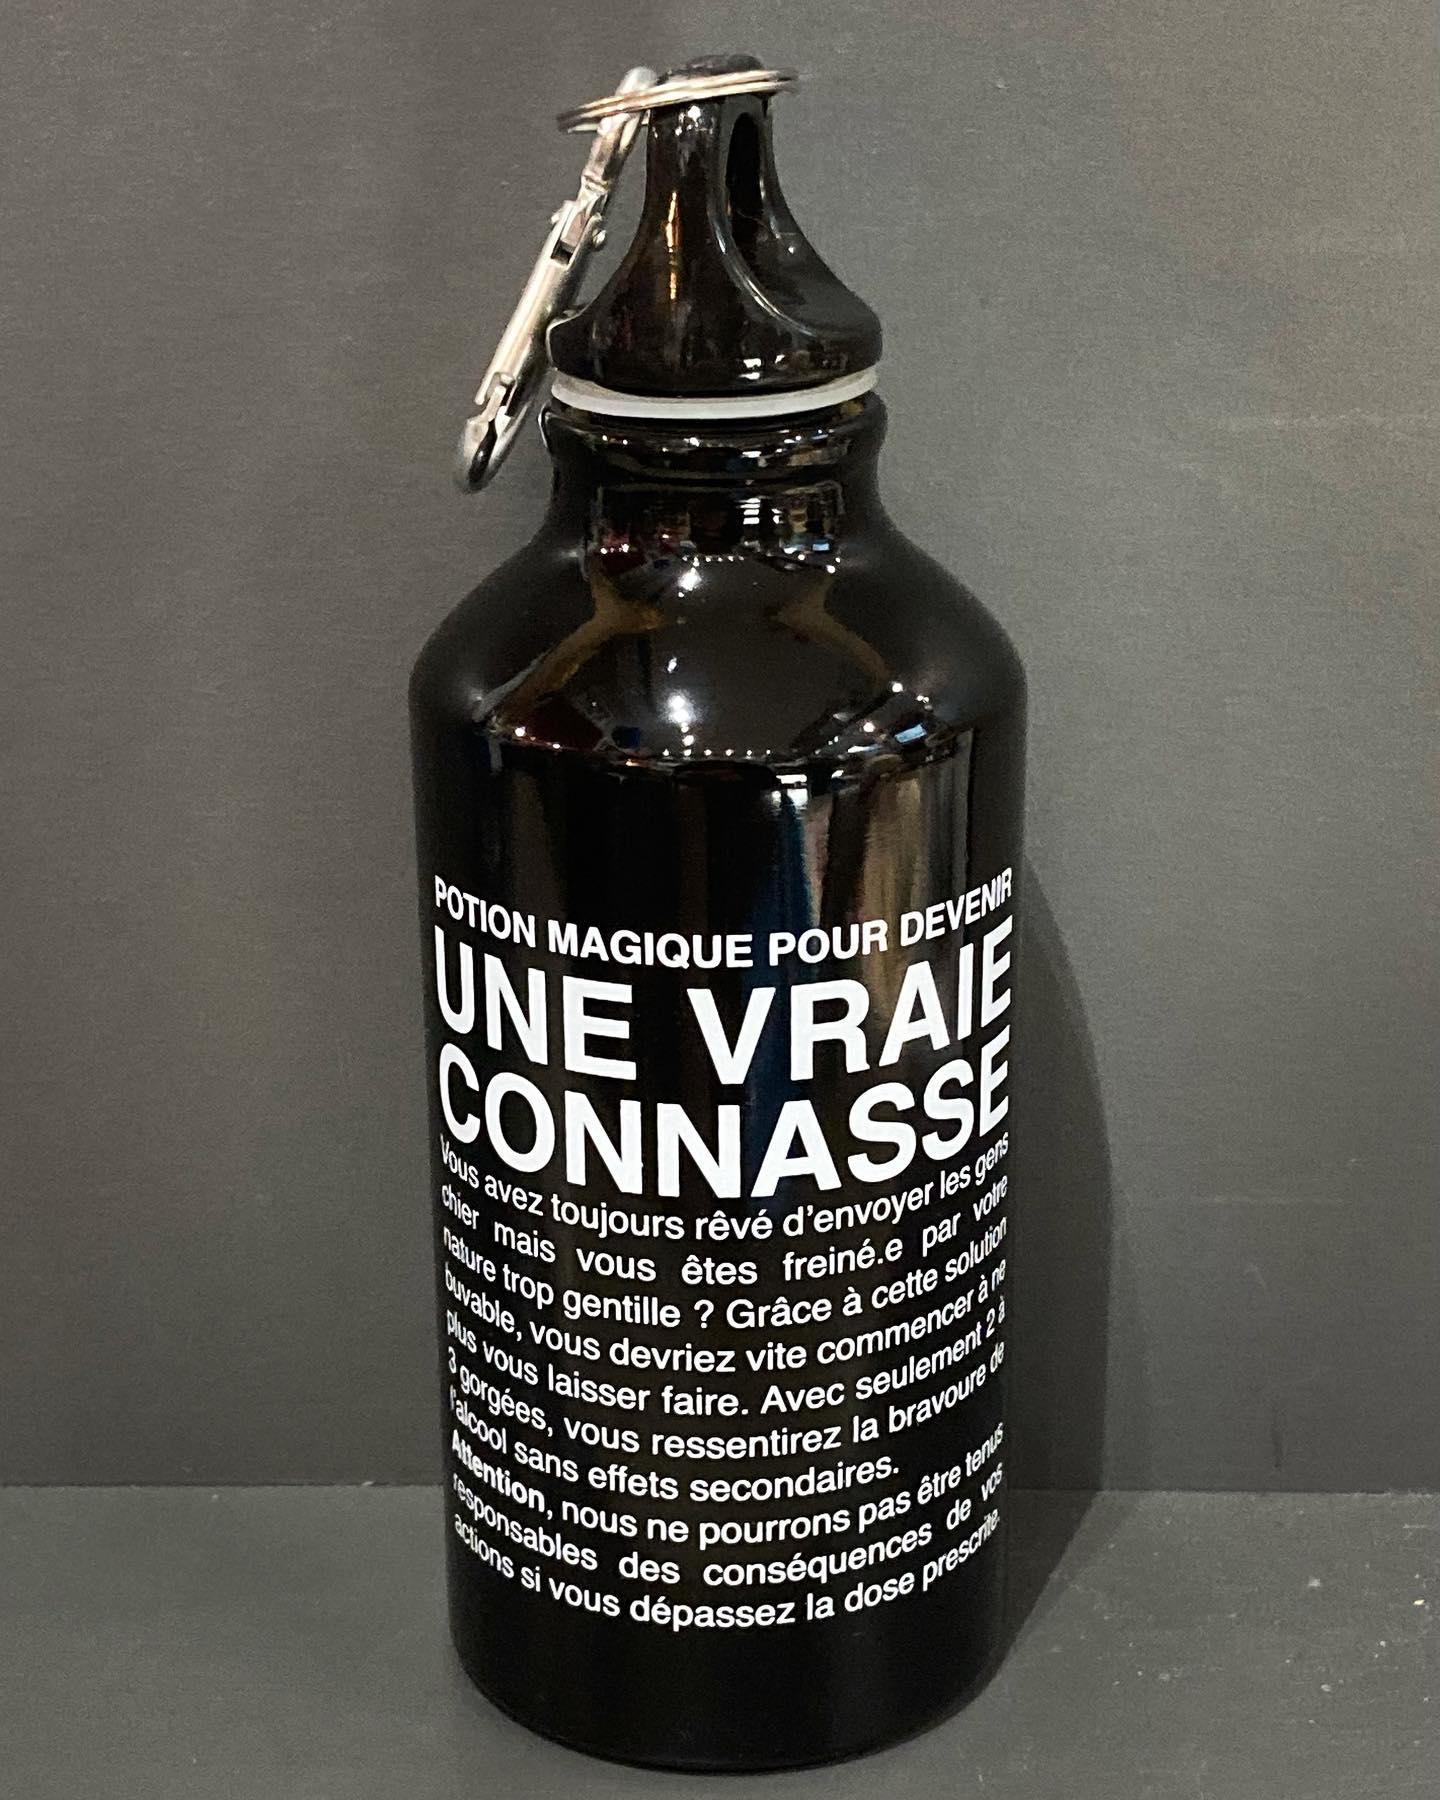 POTION MAGIQUE POUR DEVENIR
UNE VRAIE
CONNASSE
Vous avez toujours rêvé d'envoyer les gens
chier mais vous êtes freiné.e par votre
nature trop gentille ? Grâce à cette solution
buvable, vous devriez vite commencer à ne
plus vous laisser faire. Avec seulement 2 à
3 gorgées, vous ressentirez la bravoure de
l'alcool sans effets secondaires.
Attention, nous ne pourrons pas être tenus
responsables des conséquences de vos
actions si vous dépassez la dose prescrite.